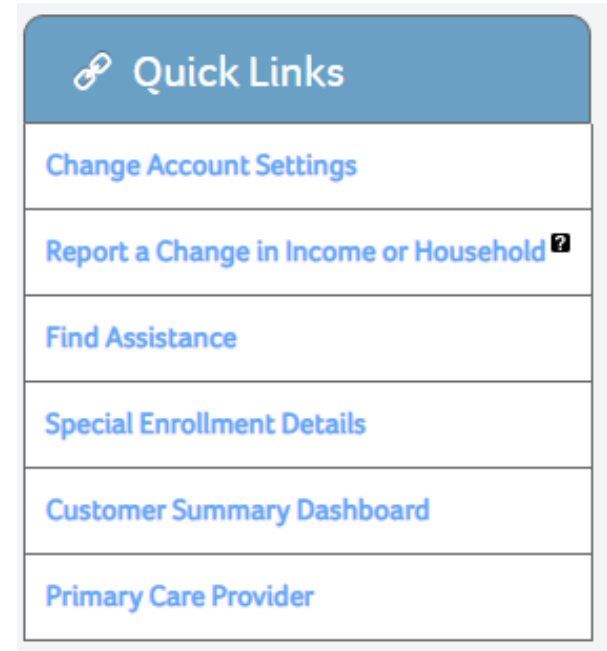 Quick Links
Change Account Settings
Report a Change in Income or Household ?
Find Assistance
Special Enrollment Details
Customer Summary Dashboard
Primary Care Provider